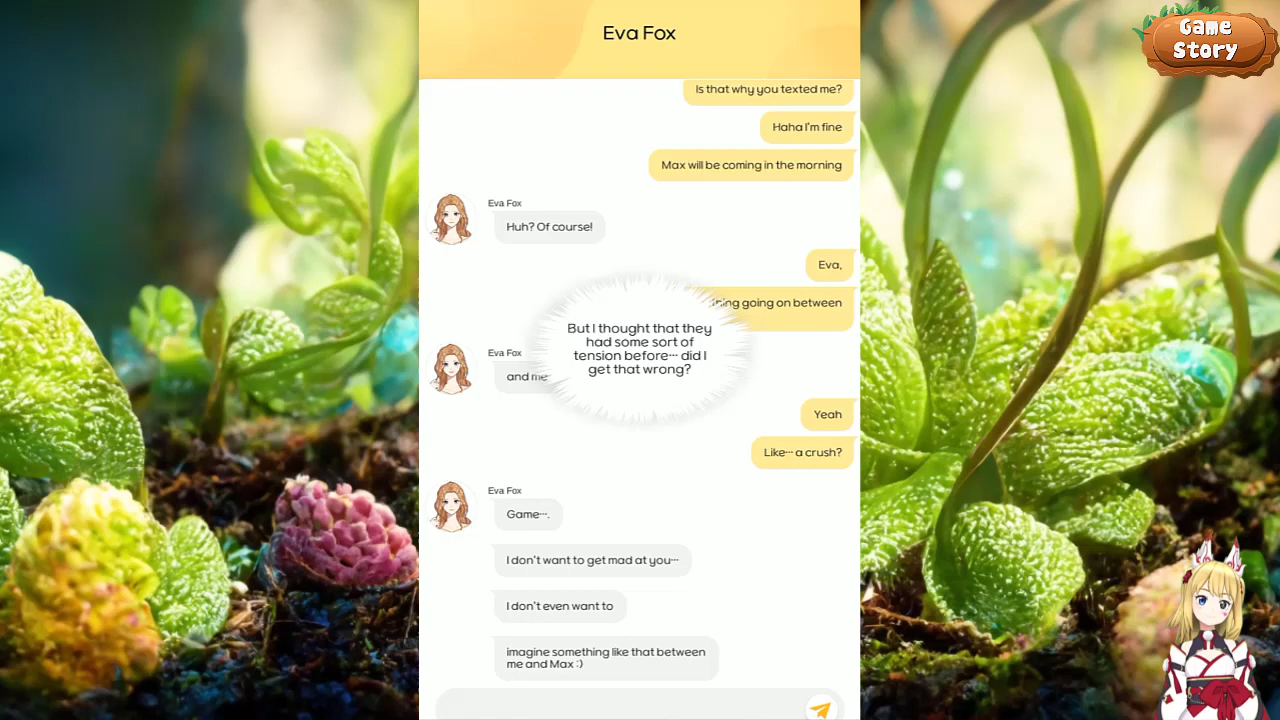 Game
Story
Eva Fox
Is that why you texted me?
Haha I'm fine
Max will be coming in the morning
Eva Fox
Huh? Of course!
Eva,
going on between
But I thought that they
had some sort of
tension before… did I
get that wrong?
Eva Fox
and me
Yeah
Like… a crush?
Eva Fox
Game….
I don't want to get mad at you…
I don't even want to
imagine something like that between
me and Max :)